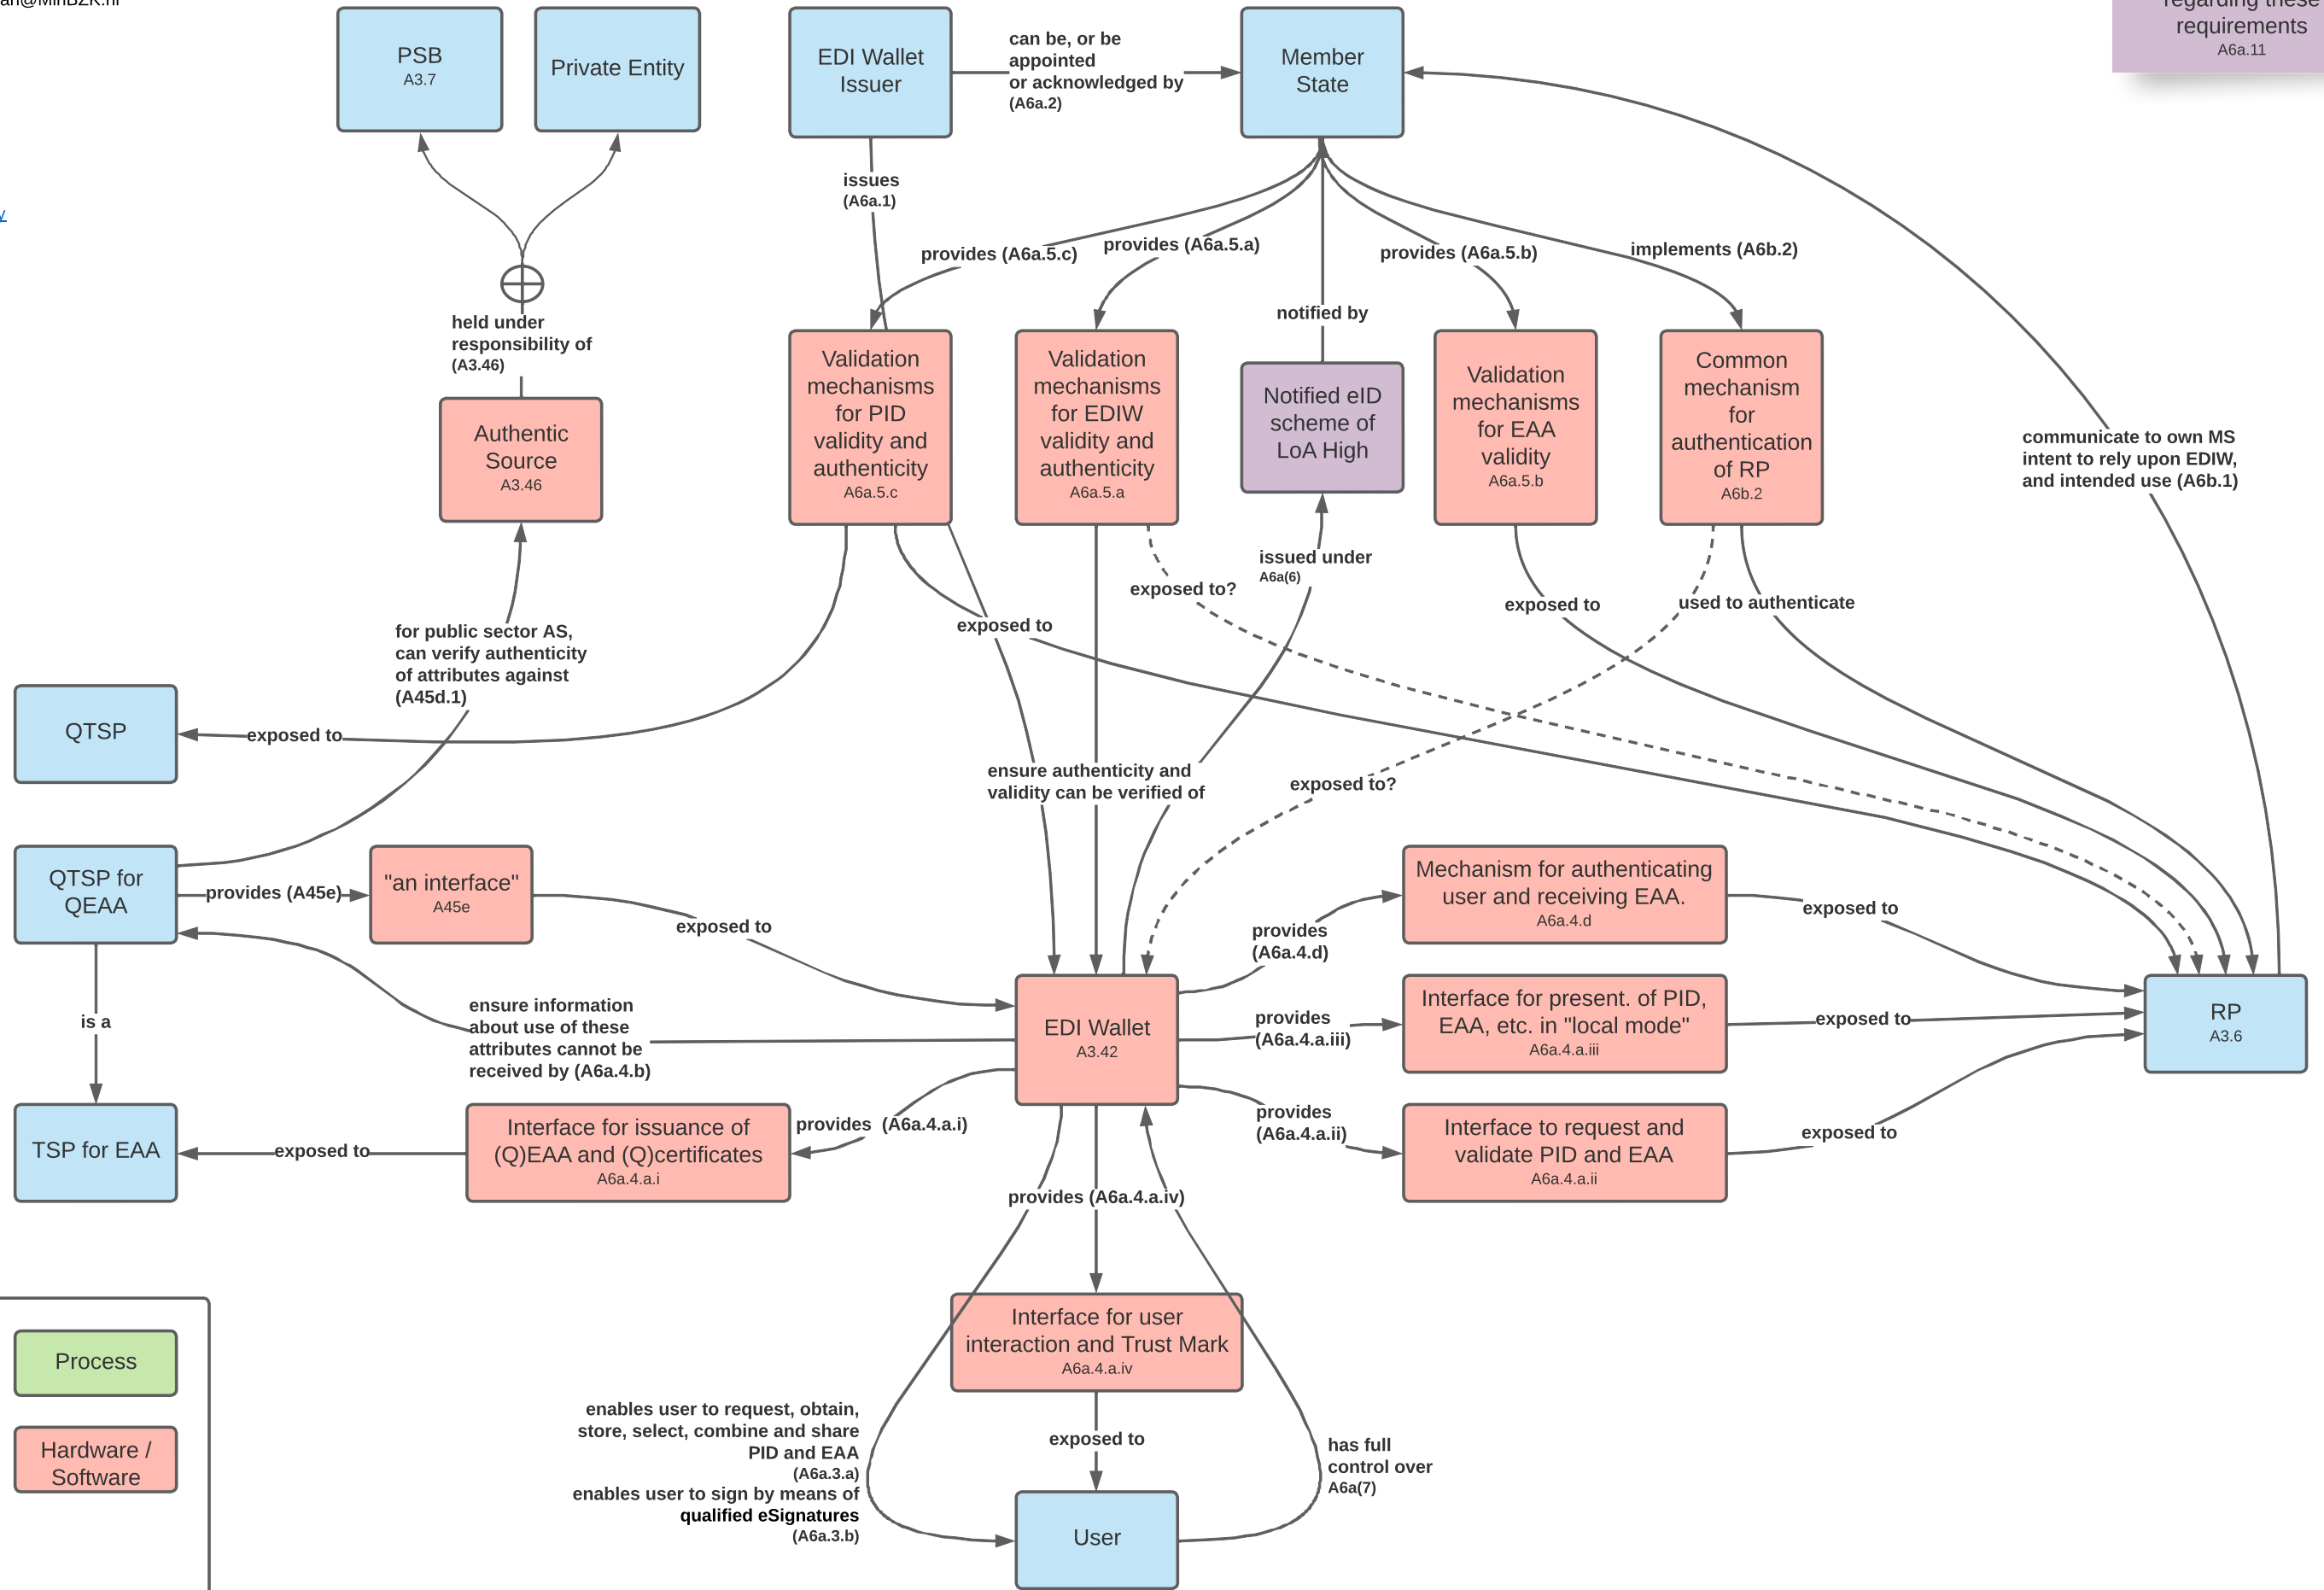 an@MinBZK.nl
regarding these
requirements
A6a.11
PSB
A3.7
Private Entity
EDI Wallet
Issuer
can be, or be
appointed
or acknowledged by
(A6a.2)
Member
State
issues
(A6a.1)
provides (A6a.5.c)
provides (A6a.5.a)
provides (A6a.5.b)
implements (A6b.2)
y
notified by
held under
responsibility of
(A3.46)
Authentic
Source
A3.46
Validation
mechanisms
for PID
validity and
authenticity
A6a.5.c
Validation
mechanisms
for EDIW
validity and
authenticity
A6a.5.a
Notified eID
scheme of
LoA High
Validation
mechanisms
for EAA
validity
A6a.5.b
Common
mechanism
for
authentication
of RP
A6b.2
communicate to own MS
intent to rely upon EDIW,
and intended use (A6b.1)
issued under
A6a(6)
exposed to?
exposed to
used to authenticate
exposed to
for public sector AS,
can verify authenticity
of attributes against
(A45d.1)
QTSP
exposed to
ensure authenticity and
validity can be verified of
exposed to?
QTSP for
QEAA
provides (A45e)
"an interface"
A45e
exposed to
Mechanism for authenticating
user and receiving EAA.
A6a.4.d
exposed to
provides
(A6a.4.d)
is a
ensure information
about use of these
attributes cannot be
received by (A6a.4.b)
EDI Wallet
A3.42
provides
(A6a.4.a.iii)
Interface for present. of PID,
EAA, etc. in "local mode"
A6a.4.a.iii
exposed to
RP
A3.6
TSP for EAA
exposed to
Interface for issuance of
(Q)EAA and (Q)certificates
A6a.4.a.i
provides (A6a.4.a.i)
provides
(A6a.4.a.ii)
Interface to request and
validate PID and EAA
A6a.4.a.ii
exposed to
provides (A6a.4.a.iv)
Interface for user
interaction and Trust Mark
A6a.4.a.iv
Process
Hardware /
Software
enables user to request, obtain,
store, select, combine and share
PID and EAA
(A6a.3.a)
enables user to sign by means of
qualified eSignatures
(A6a.3.b)
exposed to
has full
control over
A6a(7)
User